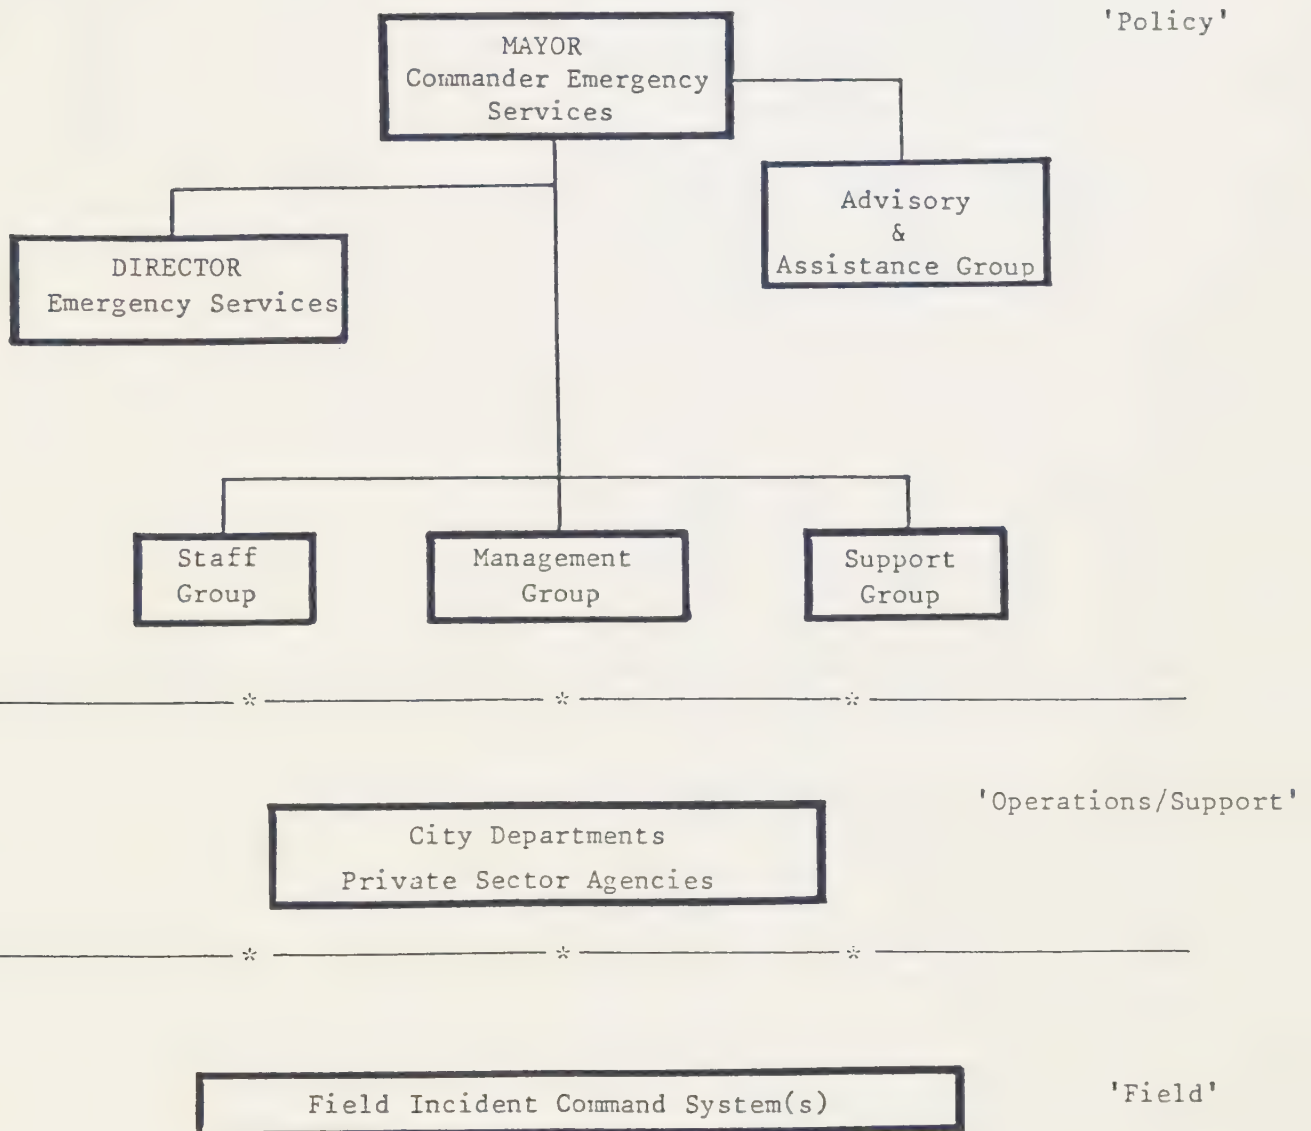 'Policy'
MAYOR
Commander Emergency
Services
Advisory
&
Assistance Group
DIRECTOR
Emergency Services
Staff
Group
Management
Group
Support
Group
* * *
'Operations/Support'
City Departments
Private Sector Agencies
* * *
Field Incident Command System(s)
'Field'